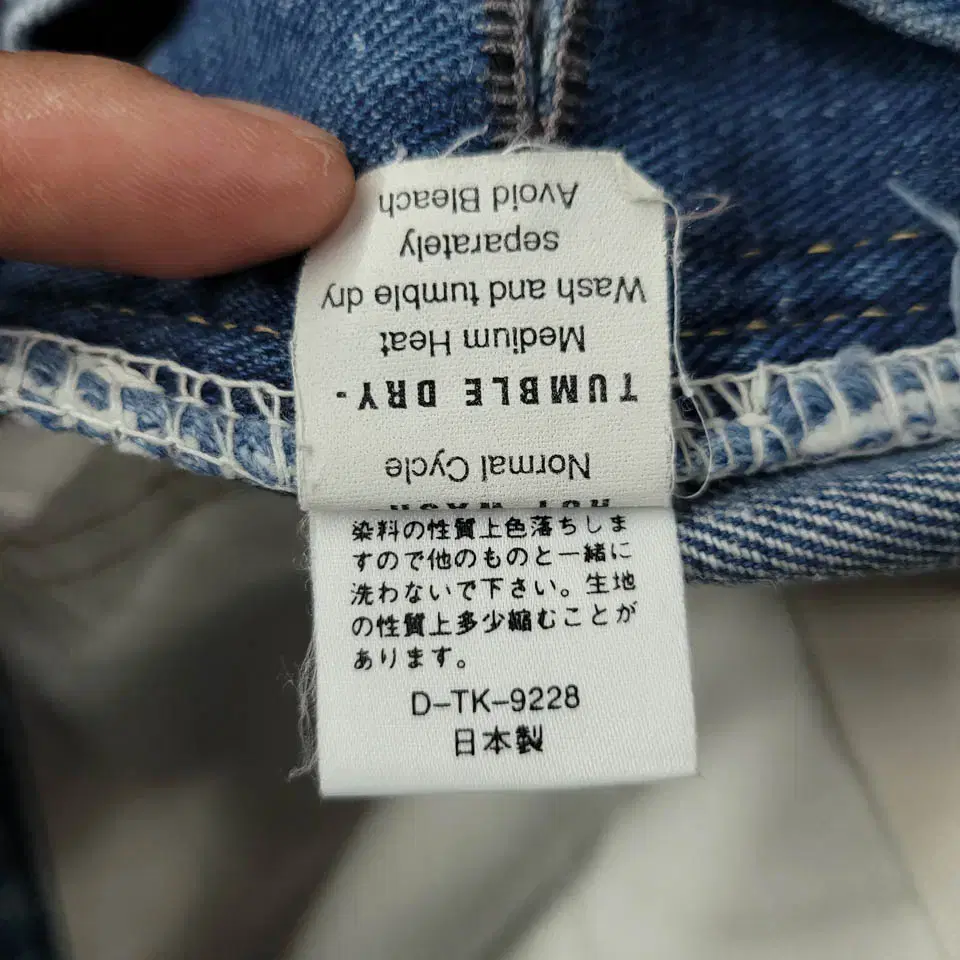 Normal Cycle
TUMBLE DRY-
Medium Heat
Wash and tumble dry
separately
Avoid Bleach
染料の性質上色落ちしま
すので他のものと一緒に
洗わないで下さい。生地
の性質上多少縮むことが
あります。
D-TK-9228
日本製